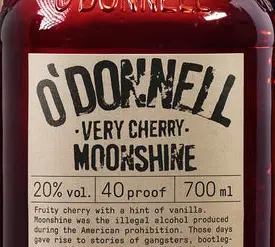 O'DONNELL
O'DONNELL
·VERY CHERRY·
MOONSHINE
20% vol. 40 proof 700 ml
Fruity cherry with a hint of vanilla.
Moonshine was the illegal alcohol produced
during the American prohibition. Those days
gave rise to stories of gangsters, bootleg-